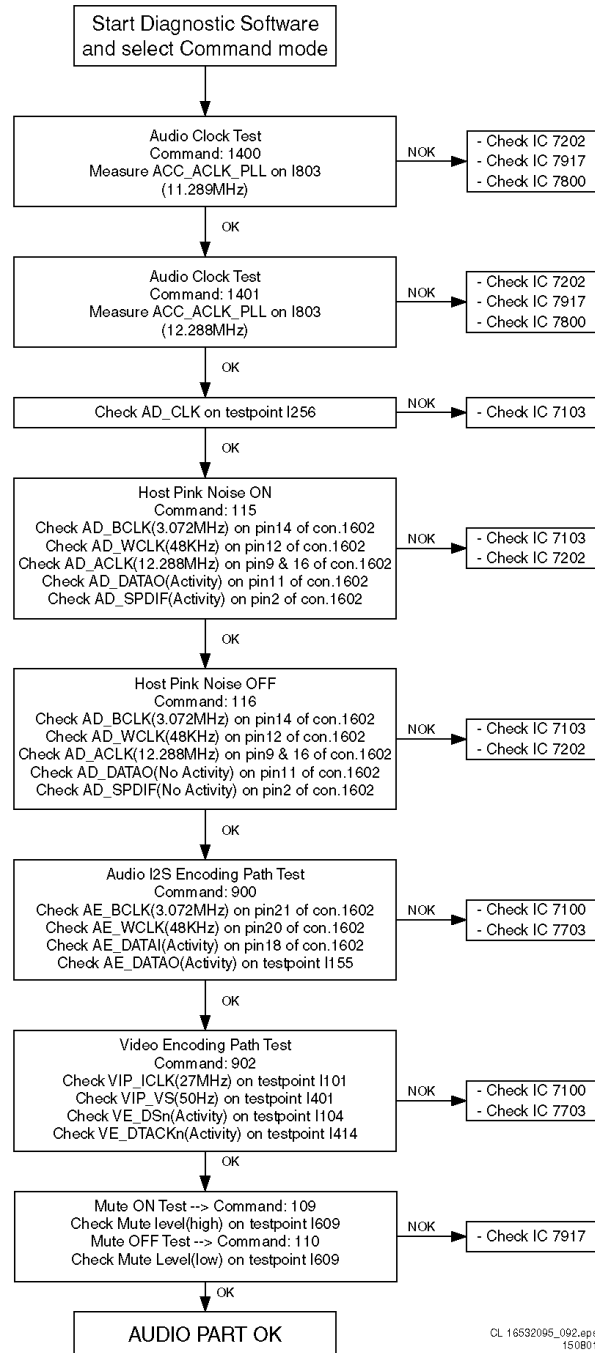 Start Diagnostic Software
and select Command mode
Audio Clock Test
Command: 1400
Measure ACC_ACLK_PLL on I803
(11.289MHz)
NOK
- Check IC 7202
- Check IC 7917
- Check IC 7800
OK
Audio Clock Test
Command: 1401
Measure ACC_ACLK_PLL on I803
(12.288MHz)
NOK
- Check IC 7202
- Check IC 7917
- Check IC 7800
OK
Check AD_CLK on testpoint I256
NOK
- Check IC 7103
OK
Host Pink Noise ON
Command: 115
Check AD_BCLK(3.072MHz) on pin14 of con.1602
Check AD_WCLK(48KHz) on pin12 of con.1602
Check AD_ACLK(12.288MHz) on pin9 & 16 of con.1602
Check AD_DATAO(Activity) on pin11 of con.1602
Check AD_SPDIF(Activity) on pin2 of con.1602
NOK
- Check IC 7103
- Check IC 7202
OK
Host Pink Noise OFF
Command: 116
Check AD_BCLK(3.072MHz) on pin14 of con.1602
Check AD_WCLK(48KHz) on pin12 of con.1602
Check AD_ACLK(12.288MHz) on pin9 & 16 of con.1602
Check AD_DATAO(No Activity) on pin11 of con.1602
Check AD_SPDIF(No Activity) on pin2 of con.1602
NOK
- Check IC 7103
- Check IC 7202
OK
Audio I2S Encoding Path Test
Command: 900
Check AE_BCLK(3.072MHz) on pin21 of con.1602
Check AE_WCLK(48KHz) on pin20 of con.1602
Check AE_DATAI(Activity) on pin18 of con.1602
Check AE_DATAO(Activity) on testpoint I155
NOK
- Check IC 7100
- Check IC 7703
OK
Video Encoding Path Test
Command: 902
Check VIP_ICLK(27MHz) on testpoint I101
Check VIP_VS(50Hz) on testpoint I401
Check VE_DSn(Activity) on testpoint I104
Check VE_DTACKn(Activity) on testpoint I414
NOK
- Check IC 7100
- Check IC 7703
OK
Mute ON Test --> Command: 109
Check Mute level(high) on testpoint I609
Mute OFF Test --> Command: 110
Check Mute Level(low) on testpoint I609
NOK
- Check IC 7917
OK
AUDIO PART OK
CL 16532095_092.eps
150801